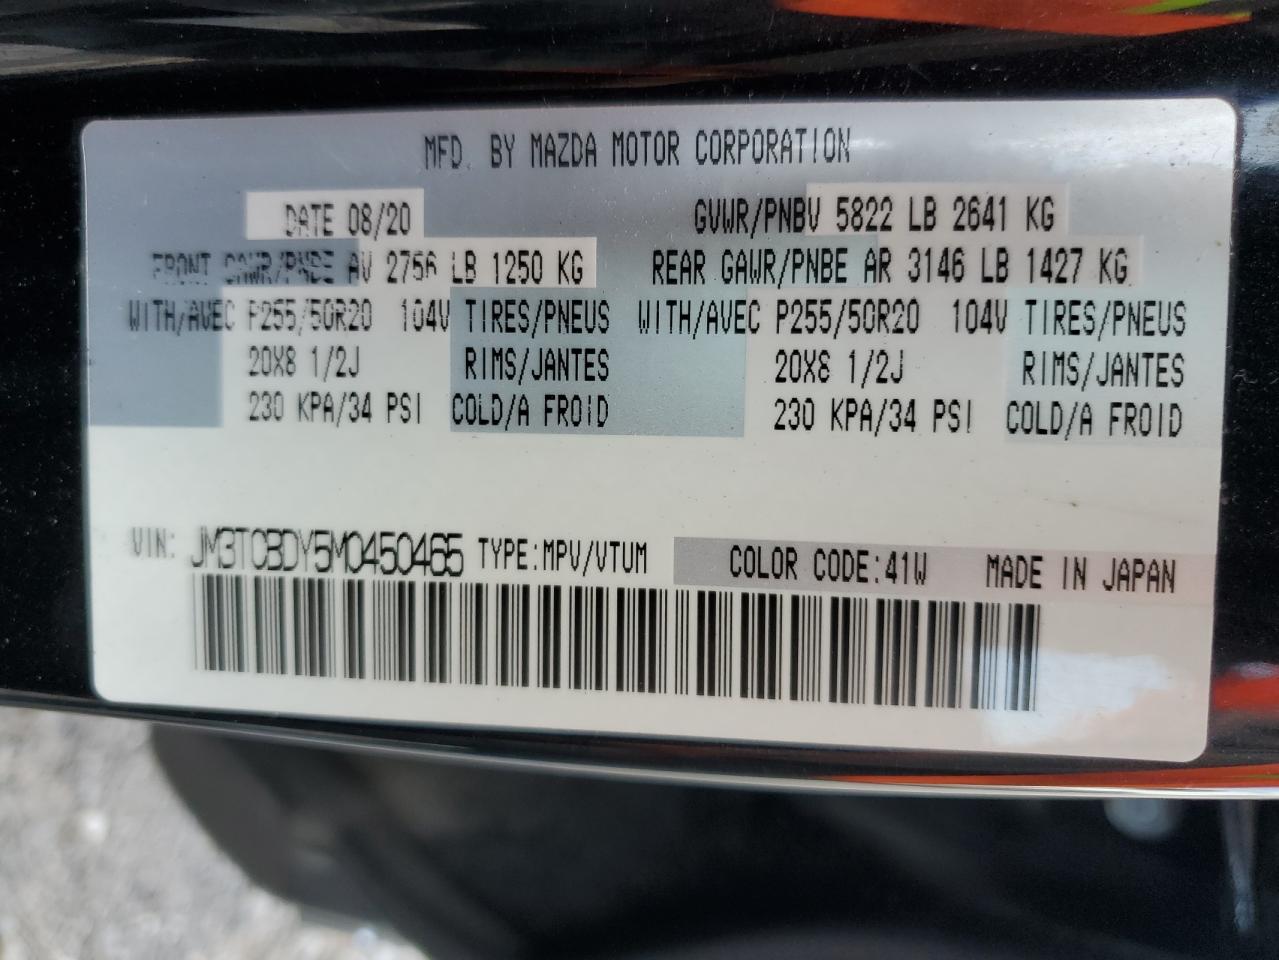 MFD. BY MAZDA MOTOR CORPORATION
DATE 08/20 GVWR/PNBV 5822 LB 2641 KG
FRONT GAWR/PNBE AV 2756 LB 1250 KG REAR GAWR/PNBE AR 3146 LB 1427 KG
WITH/AVEC P255/50R20 104V TIRES/PNEUS WITH/AVEC P255/50R20 104V TIRES/PNEUS
20X8 1/2J RIMS/JANTES 20X8 1/2J RIMS/JANTES
230 KPA/34 PSI COLD/A FROID 230 KPA/34 PSI COLD/A FROID
VIN: JM3TCBDY5M0450465 TYPE:MPV/VTUM COLOR CODE:41W MADE IN JAPAN